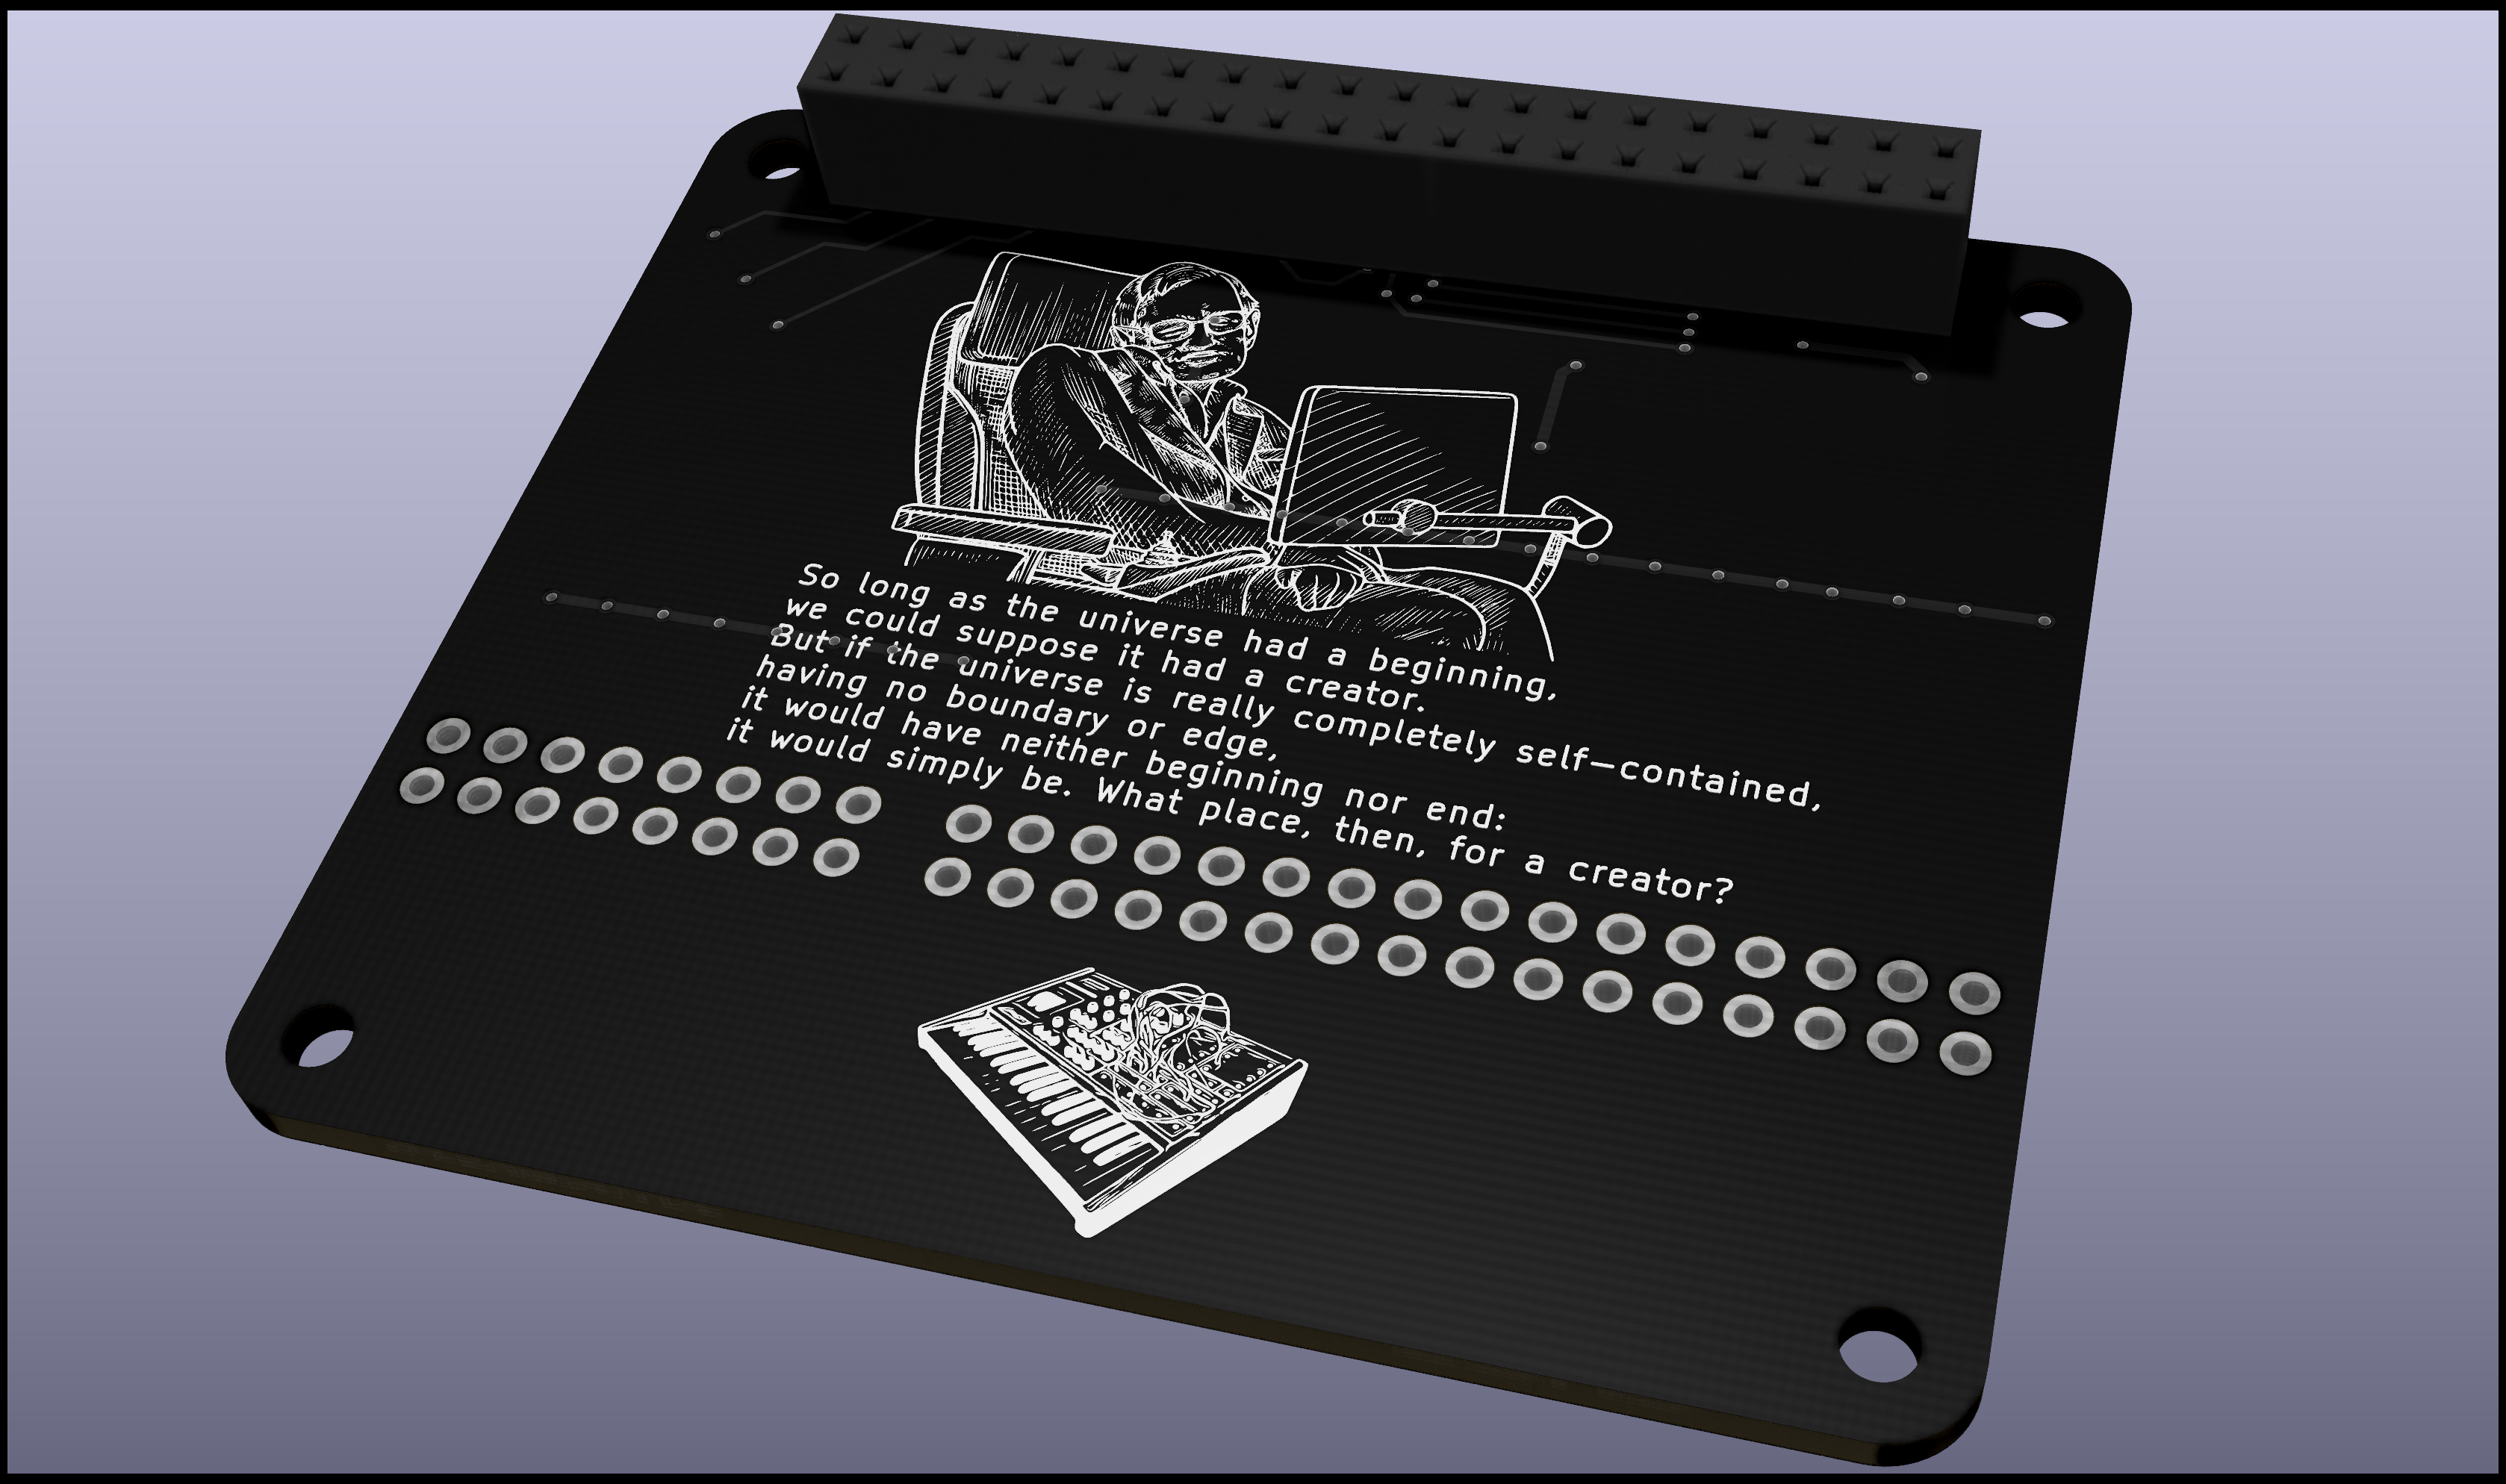 So long as the universe had a beginning,
we could suppose it had a creator.
But if the universe is really completely self-contained,
having no boundary or edge,
it would have neither beginning nor end:
it would simply be. What place, then, for a creator?